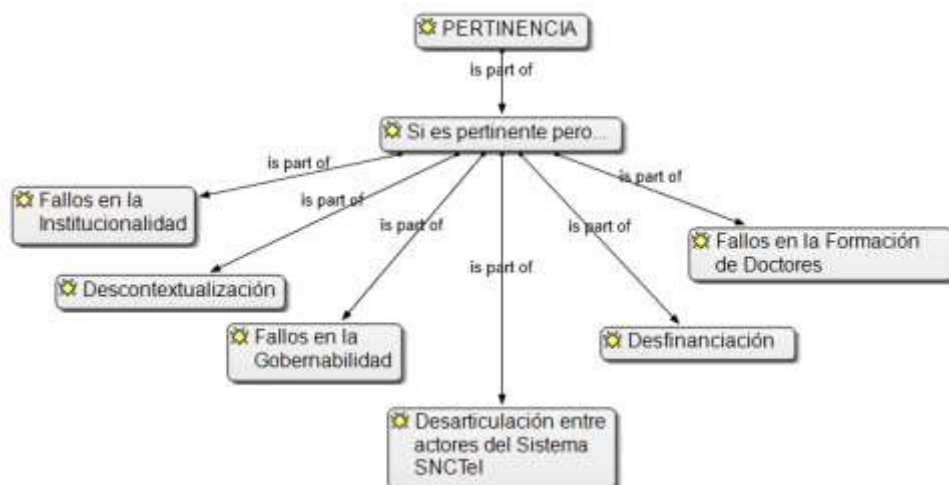 PERTINENCIA
is part of
Si es pertinente pero...
is part of
is part of
is part of
is part of
is part of
is part of
Fallos en la
Institucionalidad
Descontextualización
Fallos en la
Gobernabilidad
Desarticulación entre
actores del Sistema
SNCTeI
Desfinanciación
Fallos en la Formación
de Doctores